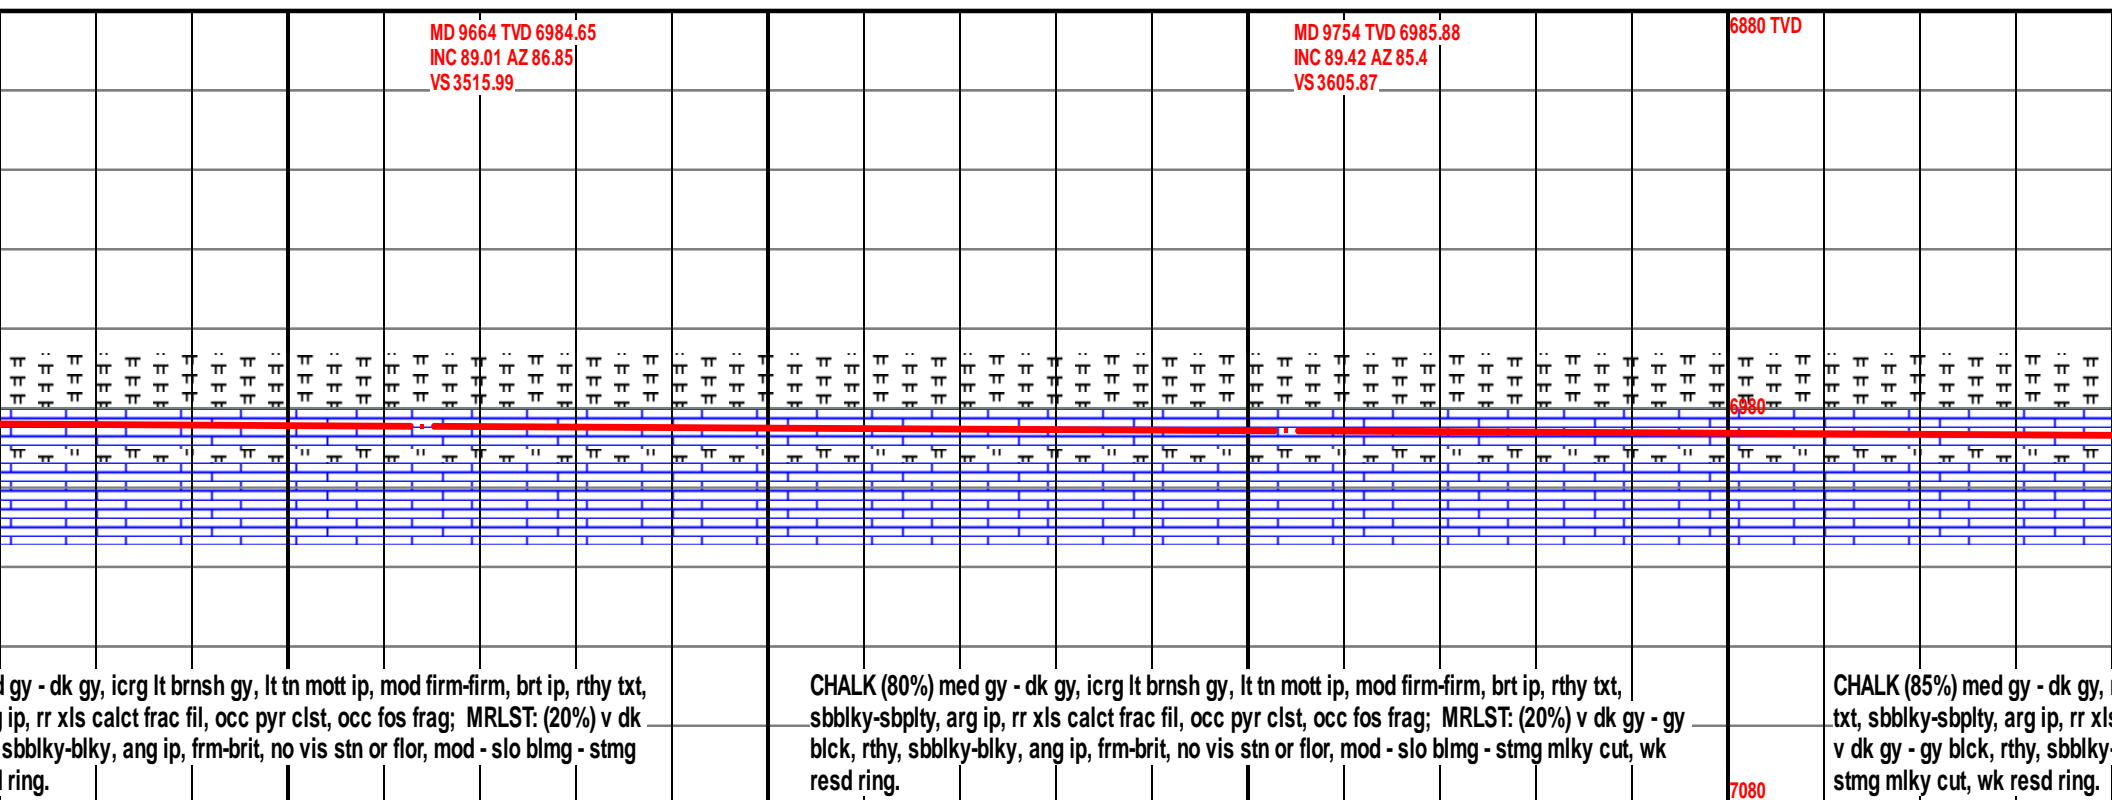 MD 9664 TVD 6984.65
INC 89.01 AZ 86.85
VS 3515.99
MD 9754 TVD 6985.88
INC 89.42 AZ 85.4
VS 3605.87
6880 TVD
6980
gy - dk gy, icrg lt brnsh gy, lt tn mott ip, mod firm-firm, brt ip, rthy txt,
ip, rr xls calct frac fil, occ pyr clst, occ fos frag; MRLST: (20%) v dk
sbblky-blky, ang ip, frm-brit, no vis stn or flor, mod - slo blmg - stmg
ring.
CHALK (80%) med gy - dk gy, icrg lt brnsh gy, lt tn mott ip, mod firm-firm, brt ip, rthy txt,
sbblky-sbplty, arg ip, rr xls calct frac fil, occ pyr clst, occ fos frag; MRLST: (20%) v dk gy - gy
blck, rthy, sbblky-blky, ang ip, frm-brit, no vis stn or flor, mod - slo blmg - stmg mlky cut, wk
resd ring.
CHALK (85%) med gy - dk gy,
txt, sbblky-sbplty, arg ip, rr xls
v dk gy - gy blck, rthy, sbblky-
stmg mlky cut, wk resd ring.
7080